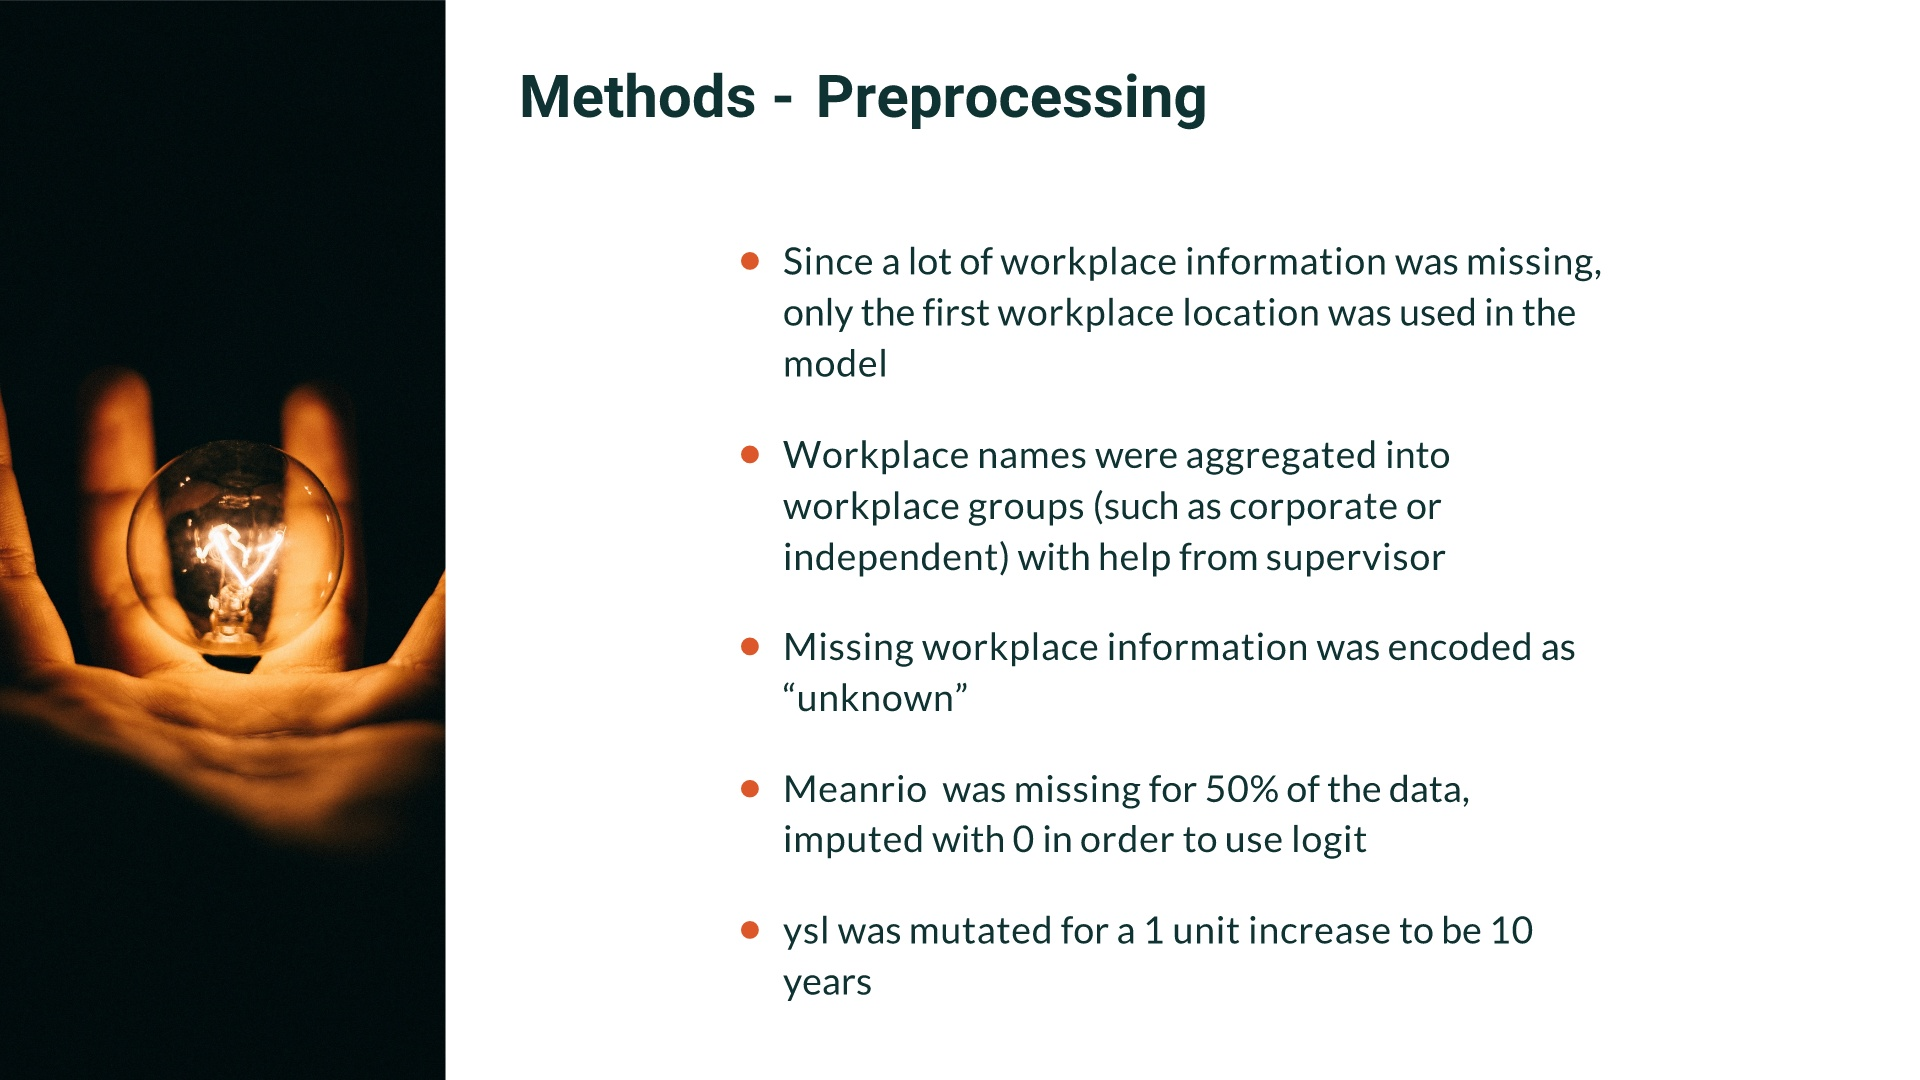 Methods - Preprocessing
● Since a lot of workplace information was missing,
only the first workplace location was used in the
model
● Workplace names were aggregated into
workplace groups (such as corporate or
independent) with help from supervisor
● Missing workplace information was encoded as
“unknown”
● Meanrio  was missing for 50% of the data,
imputed with 0 in order to use logit
● ysl was mutated for a 1 unit increase to be 10
years